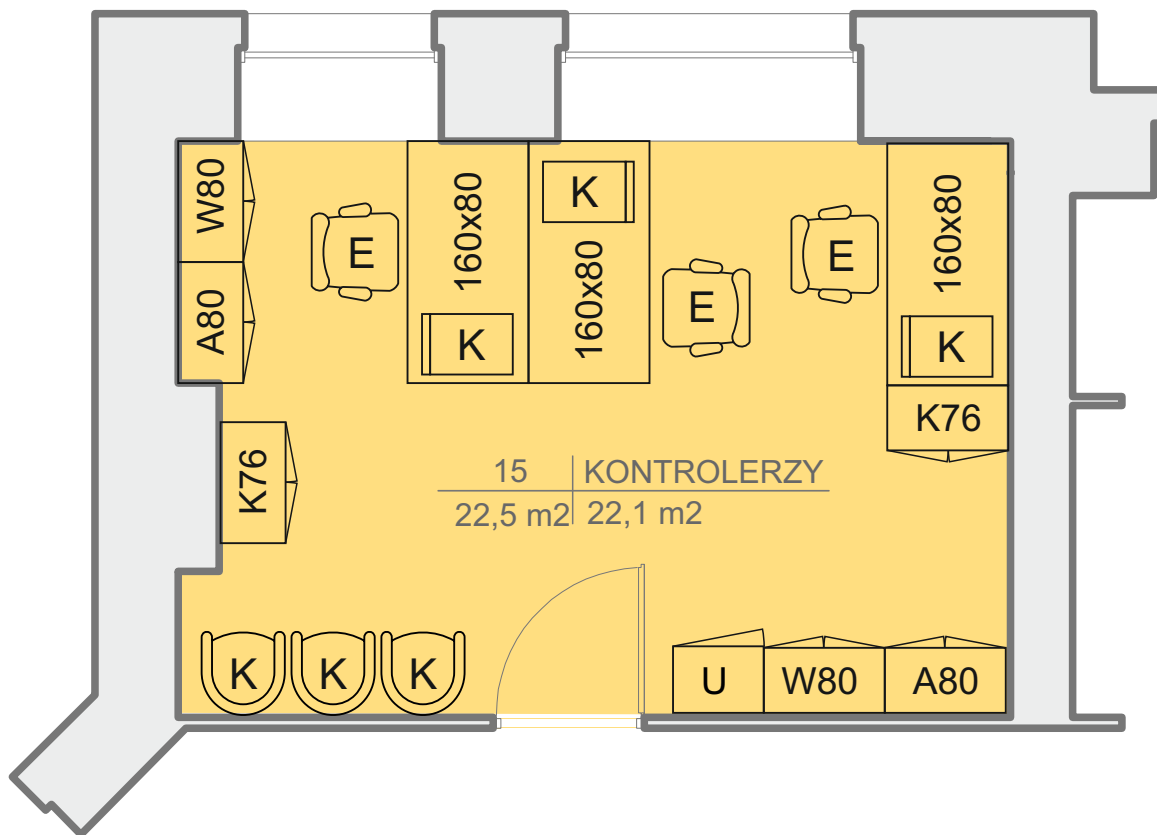 W80
160x80
K
160x80
A80
E
K
E
E
160x80
K
K76
K76
15 KONTROLERZY
22,5 m2 22,1 m2
K K K
U W80 A80